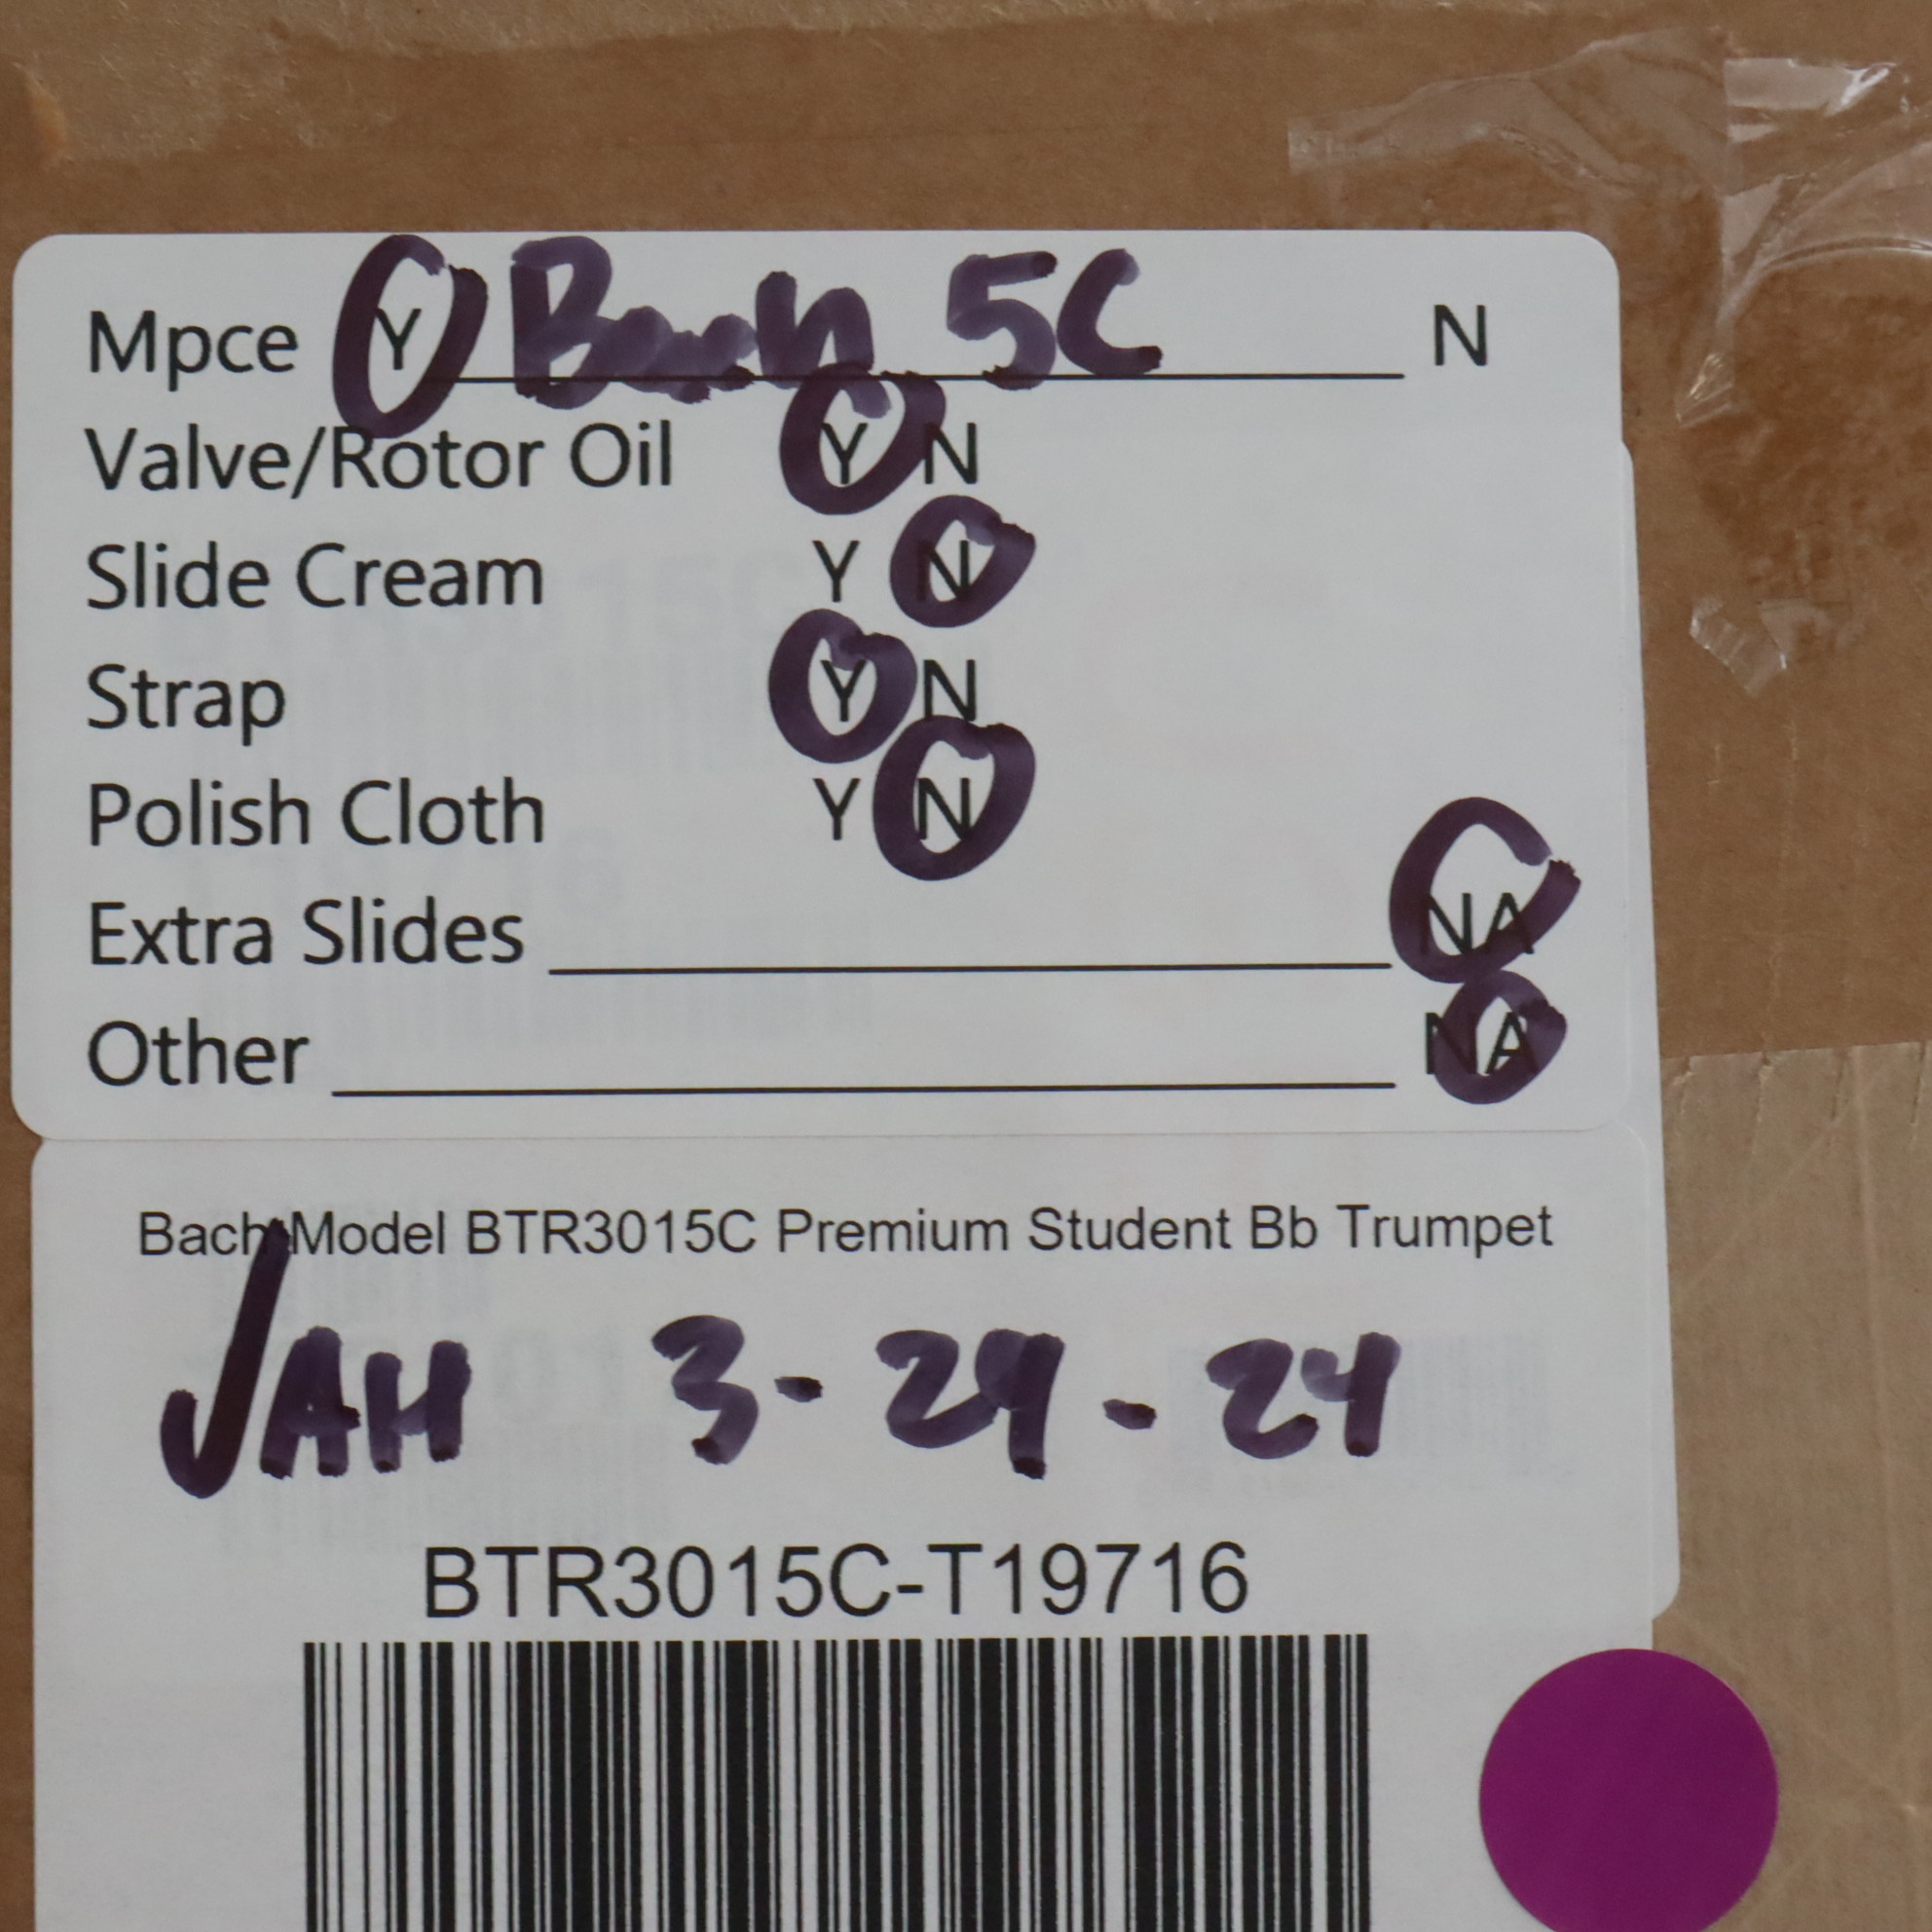 Mpce Y Bach 5C N
Valve/Rotor Oil Y N
Slide Cream Y N
Strap Y N
Polish Cloth Y N
Extra Slides NA
Other NA
Bach Model BTR3015C Premium Student Bb Trumpet
JAH 3-29-24
BTR3015C-T19716